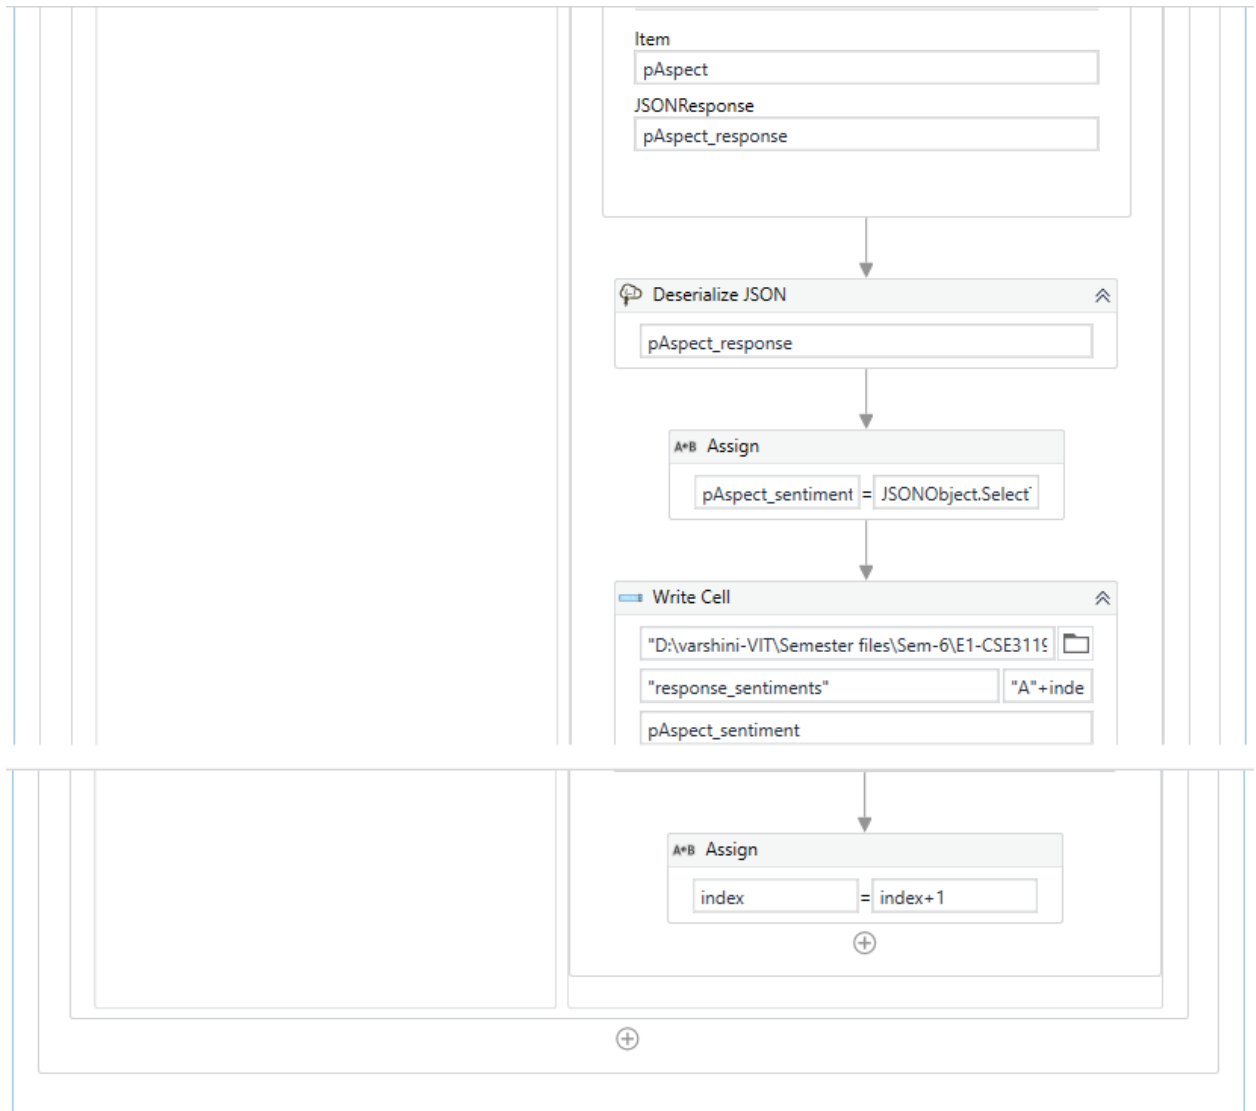 Item
pAspect
JSONResponse
pAspect_response
Deserialize JSON
pAspect_response
A+B Assign
pAspect_sentiment = JSONObject.Select
Write Cell
"D:\varshini-VIT\Semester files\Sem-6\E1-CSE3119
"response_sentiments" "A"+inde
pAspect_sentiment
A+B Assign
index = index+1